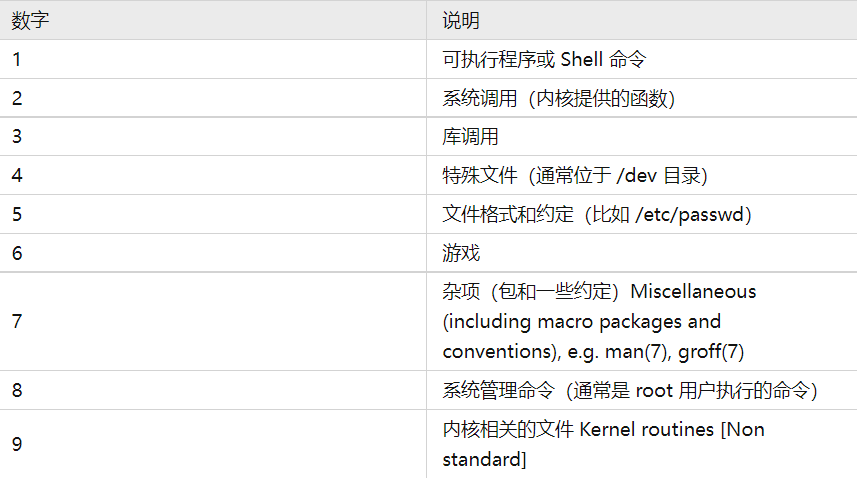 数字 说明
1 可执行程序或 Shell 命令
2 系统调用（内核提供的函数）
3 库调用
4 特殊文件（通常位于 /dev 目录）
5 文件格式和约定（比如 /etc/passwd）
6 游戏
7 杂项（包和一些约定）Miscellaneous
(including macro packages and
conventions), e.g. man(7), groff(7)
8 系统管理命令（通常是 root 用户执行的命令）
9 内核相关的文件 Kernel routines [Non
standard]